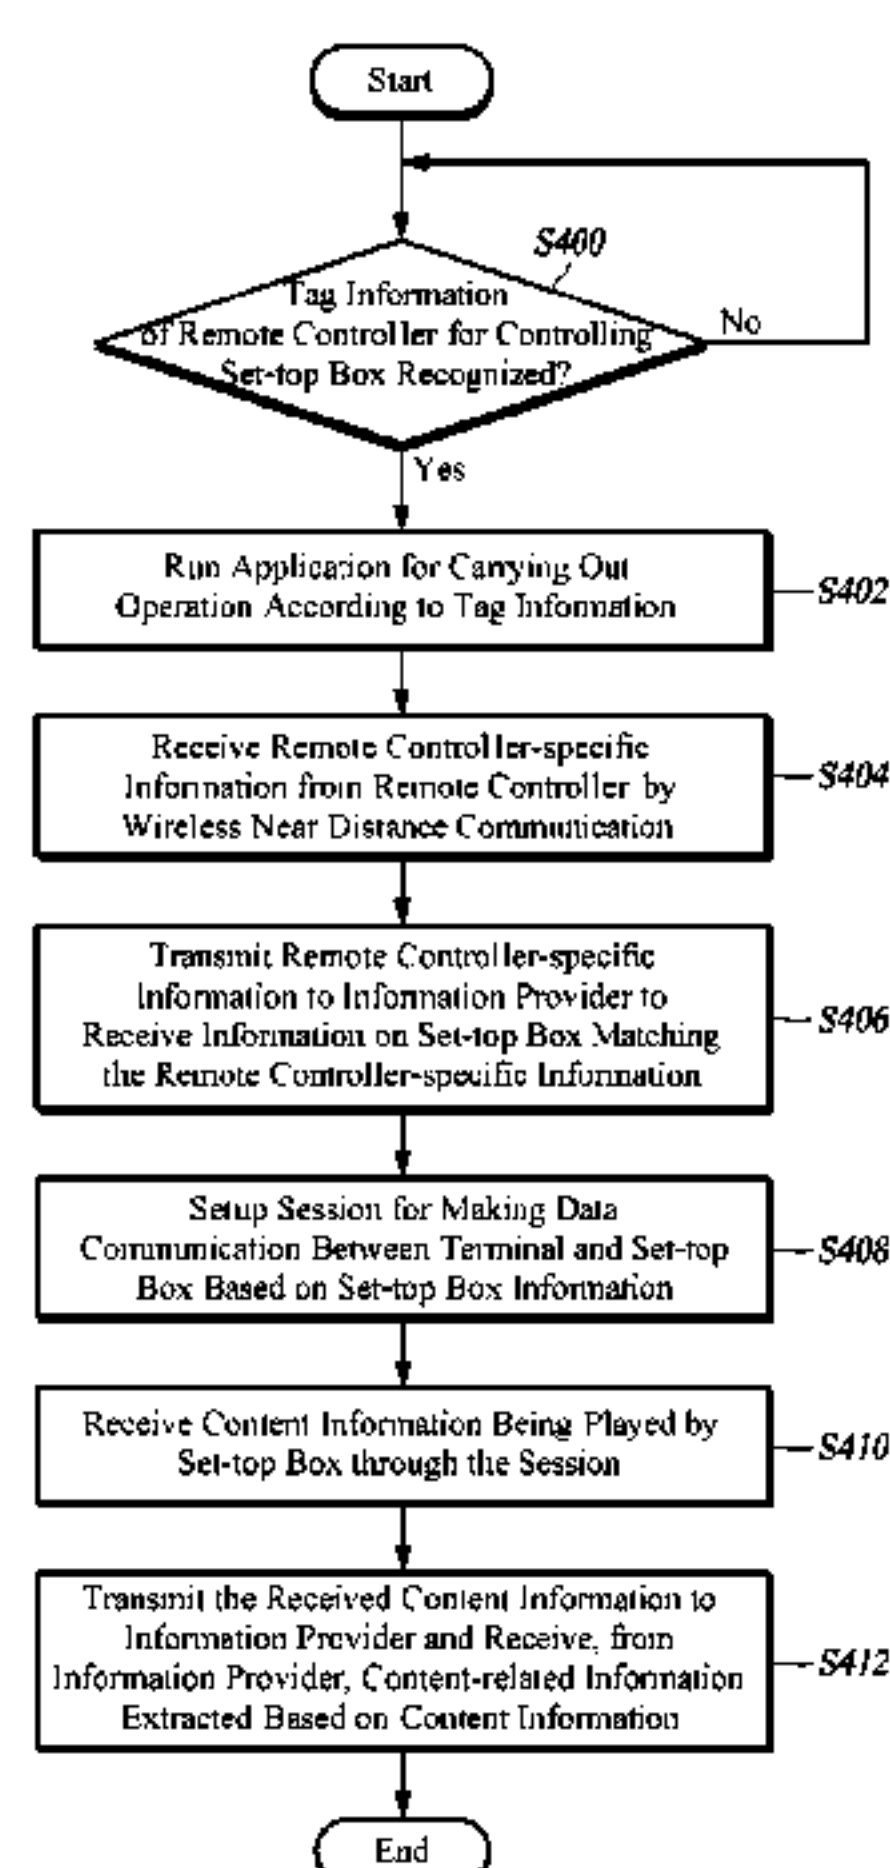 Start
S400
Tag Information
of Remote Controller for Controlling
Set-top Box Recognized?
No
Yes
Run Application for Carrying Out
Operation According to Tag Information
S402
Receive Remote Controller-specific
Information from Remote Controller by
Wireless Near Distance Communication
S404
Transmit Remote Controller-specific
Information to Information Provider to
Receive Information on Set-top Box Matching
the Remote Controller-specific Information
S406
Setup Session for Making Data
Communication Between Terminal and Set-top
Box Based on Set-top Box Information
S408
Receive Content Information Being Played by
Set-top Box through the Session
S410
Transmit the Received Content Information to
Information Provider and Receive, from
Information Provider, Content-related Information
Extracted Based on Content Information
S412
End